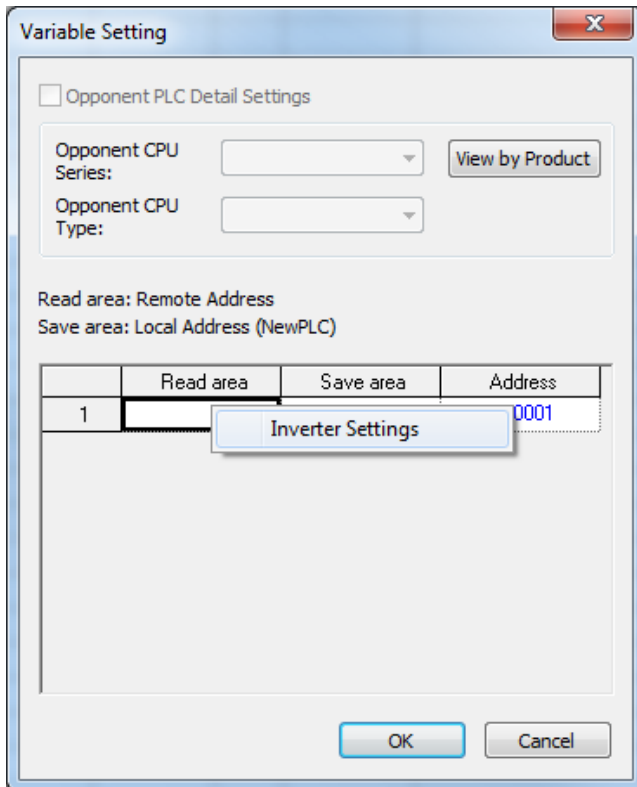 Variable Setting
Opponent PLC Detail Settings
Opponent CPU
Series:
View by Product
Opponent CPU
Type:
Read area: Remote Address
Save area: Local Address (NewPLC)
Read area Save area Address
1 0001
Inverter Settings
OK Cancel